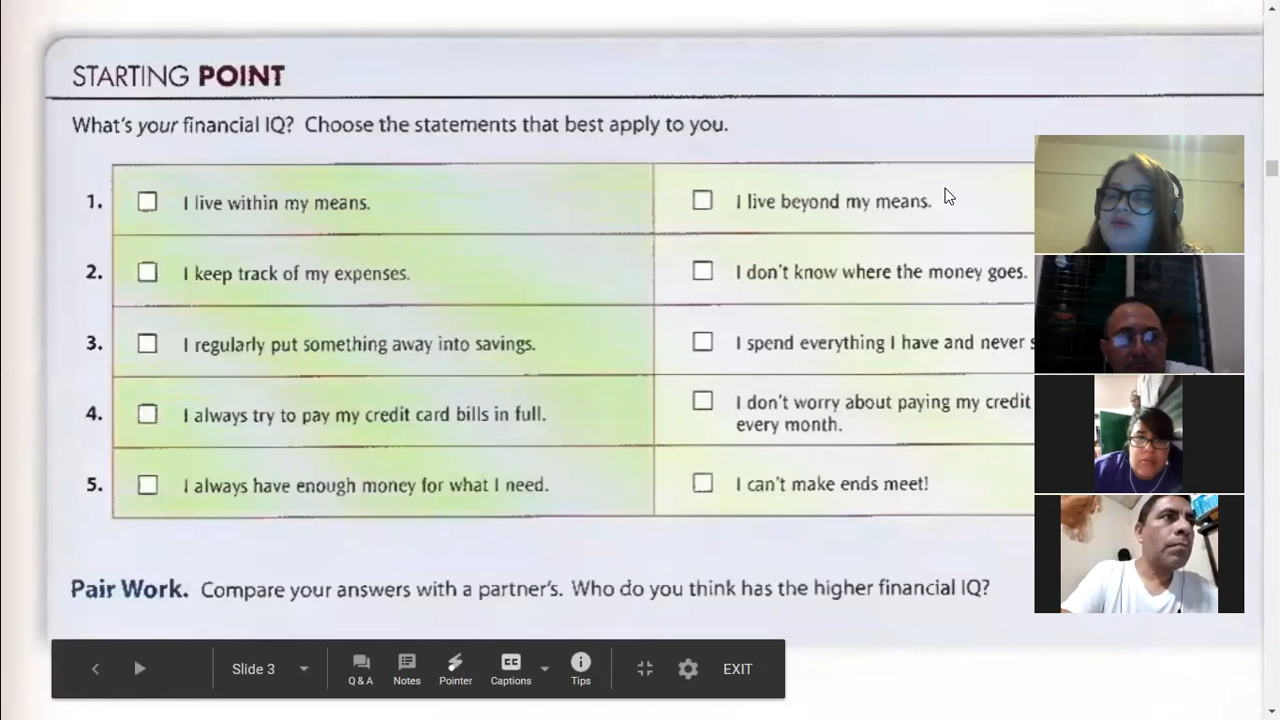 STARTING POINT
What's your financial IQ? Choose the statements that best apply to you.
1. I live within my means. I live beyond my means.
2. I keep track of my expenses. I don't know where the money goes.
3. I regularly put something away into savings. I spend everything I have and never
4. I always try to pay my credit card bills in full. I don't worry about paying my credit
every month.
5. I always have enough money for what I need. I can't make ends meet!
Pair Work. Compare your answers with a partner's. Who do you think has the higher financial IQ?
Slide 3 Q & A Notes Pointer CC Captions Tips EXIT